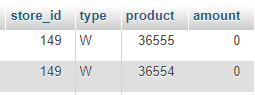 store_id type product amount
149 W 36555 0
149 W 36554 0